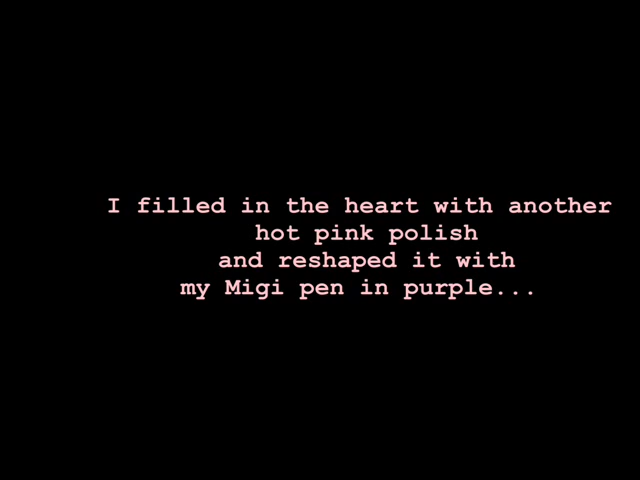 I filled in the heart with another
hot pink polish
and reshaped it with
my Migi pen in purple...